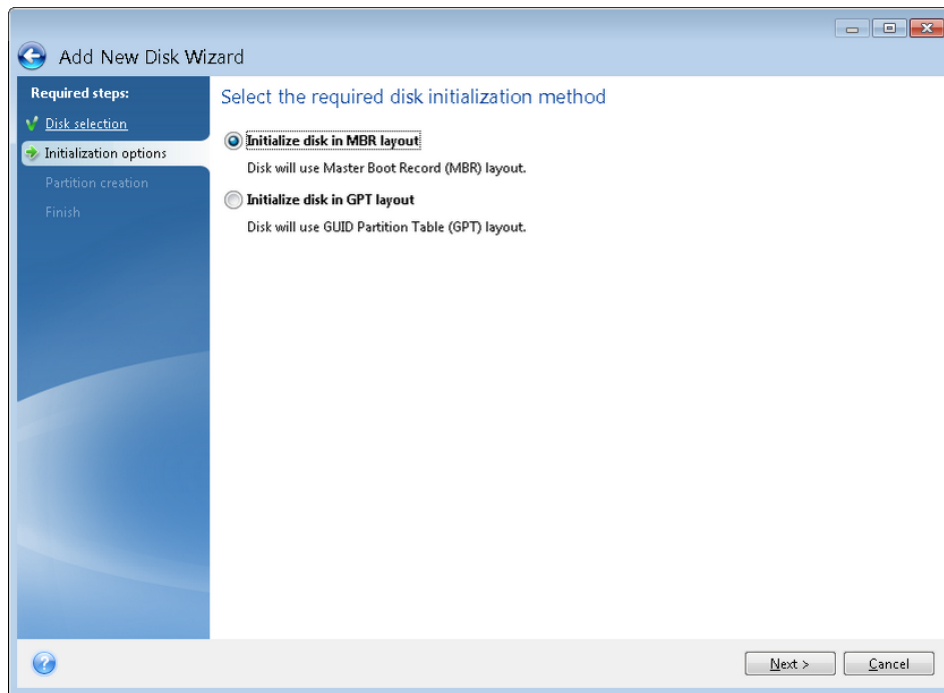 Add New Disk Wizard
Required steps:
Disk selection
Initialization options
Partition creation
Finish
Select the required disk initialization method
Initialize disk in MBR layout
Disk will use Master Boot Record (MBR) layout.
Initialize disk in GPT layout
Disk will use GUID Partition Table (GPT) layout.
?
Next >
Cancel